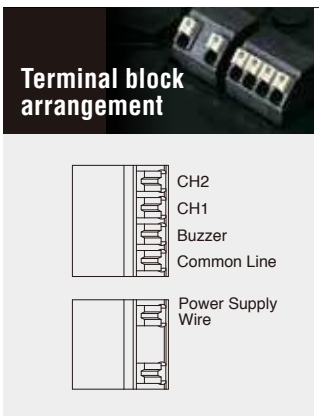 Terminal block
arrangement
CH2
CH1
Buzzer
Common Line
Power Supply
Wire